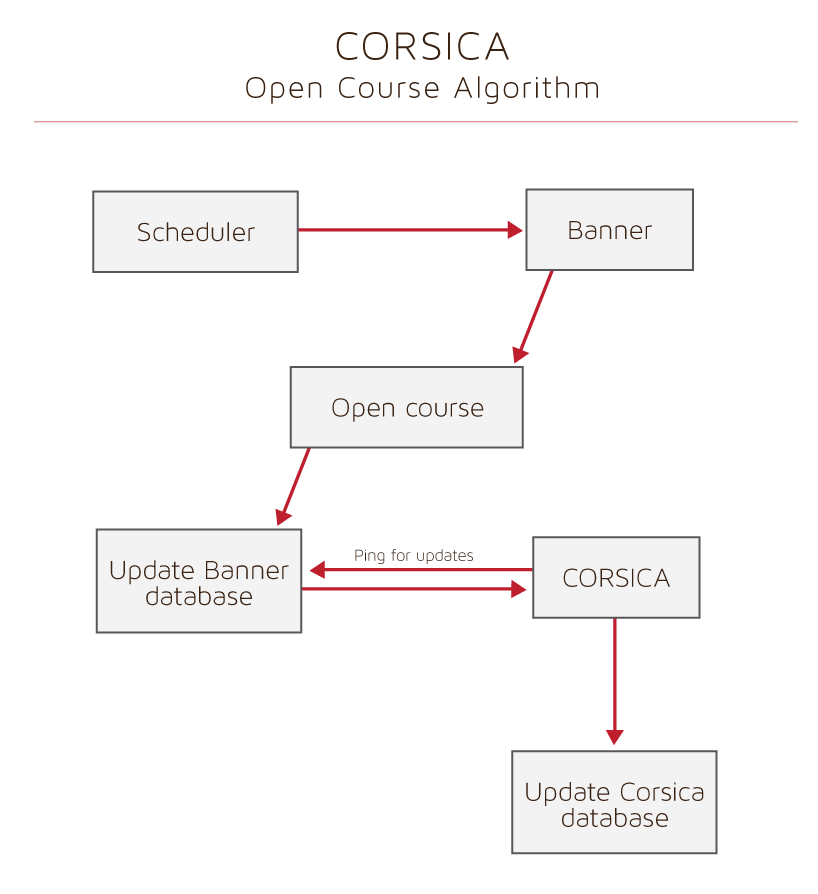 CORSICA
Open Course Algorithm
Scheduler
Banner
Open course
Update Banner
database
Ping for updates
CORSICA
Update Corsica
database